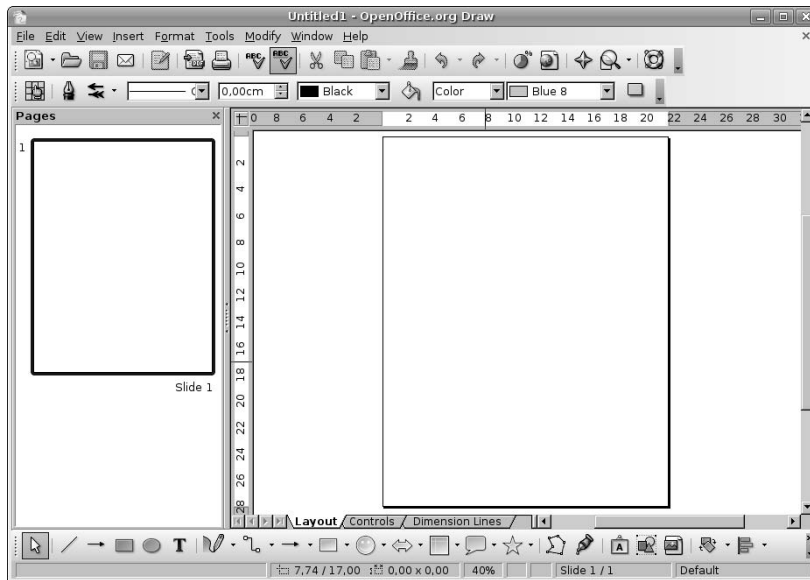 Untitled1 - OpenOffice.org Draw
File Edit View Insert Format Tools Modify Window Help
ABC ABC
0,00cm Black Color Blue 8
Pages
0 8 6 4 2 2 4 6 8 10 12 14 16 18 20 22 24 26 28 30
1
2
4
6
8
10
12
14
16
18
20
22
24
26
28
Slide 1
Layout Controls Dimension Lines
T A
7,74 / 17,00 0,00 x 0,00 40% Slide 1 / 1 Default